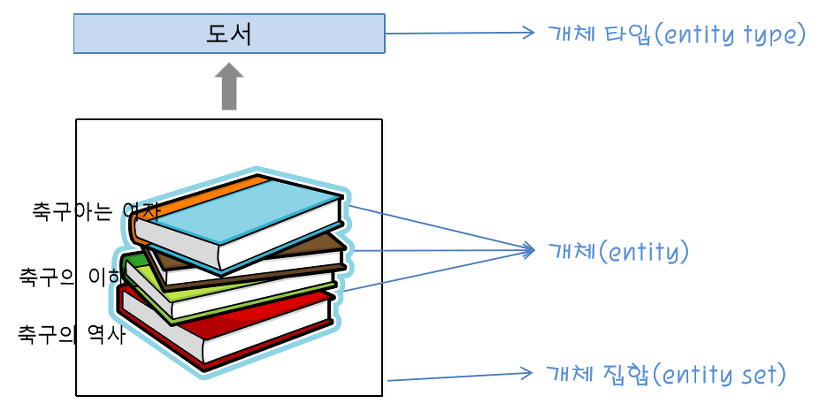 도서
개체 타입(entity type)
축구아는 여자
축구의 이해
개체(entity)
축구의 역사
개체 집합(entity set)